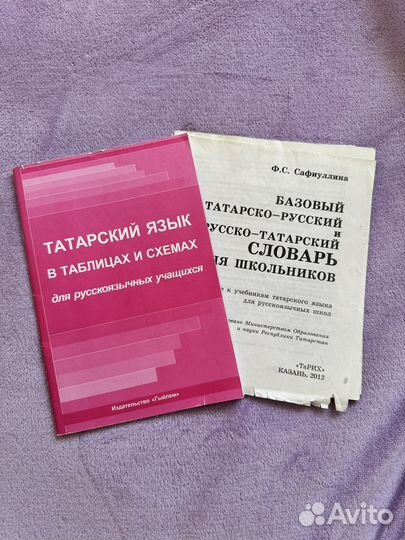 ТАТАРСКИЙ ЯЗЫК
В ТАБЛИЦАХ И СХЕМАХ
для русскоязычных учащихся
Издательство «Гыйлем»
Ф.С. Сафиуллина
БАЗОВЫЙ
ТАТАРСКО-РУССКИЙ
и
РУССКО-ТАТАРСКИЙ
СЛОВАРЬ
ШКОЛЬНИКОВ
к учебникам татарского языка
для русскоязычных школ
Министерством Образования
и науки Республики Татарстан
«ТаРИХ»
КАЗАНЬ, 2012
Avito